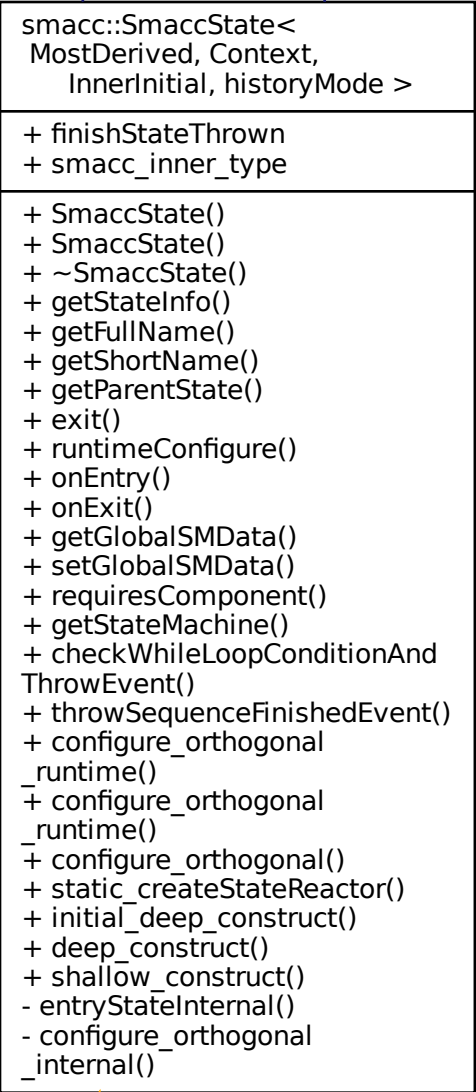 smacc::SmaccState<
MostDerived, Context,
InnerInitial, historyMode >
+ finishStateThrown
+ smacc_inner_type
+ SmaccState()
+ SmaccState()
+ ~SmaccState()
+ getStateInfo()
+ getFullName()
+ getShortName()
+ getParentState()
+ exit()
+ runtimeConfigure()
+ onEntry()
+ onExit()
+ getGlobalSMData()
+ setGlobalSMData()
+ requiresComponent()
+ getStateMachine()
+ checkWhileLoopConditionAnd
ThrowEvent()
+ throwSequenceFinishedEvent()
+ configure_orthogonal
_runtime()
+ configure_orthogonal
_runtime()
+ configure_orthogonal()
+ static_createStateReactor()
+ initial_deep_construct()
+ deep_construct()
+ shallow_construct()
- entryStateInternal()
- configure_orthogonal
_internal()